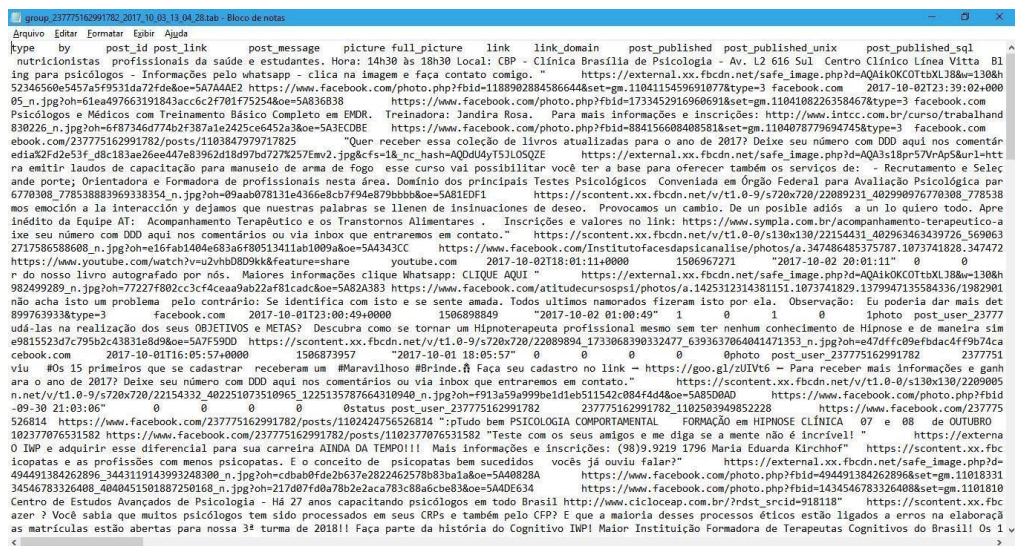 group_237775162991782_2017_10_03_13_04_28.tab - Bloco de notas
Arquivo Editar Formatar Exibir Ajuda
type by post_id post_link post_message picture full_picture link link_domain post_published post_published_unix post_published_sql
nutricionistas profissionais da saúde e estudantes. Hora: 14h30 às 18h30 Local: CBP - Clínica Brasília de Psicologia - Av. L2 616 Sul Centro Clínico Línea Vitta Bl
ing para psicólogos - Informações pelo whatsapp - clica na imagem e faça contato comigo. " https://external.xx.fbcdn.net/safe_image.php?d=AQAikOKCOTtbXLJ8&w=130&h
52346560e5457a5f9531da72fde&oe=5A7A4AE2 https://www.facebook.com/photo.php?fbid=1188902884586644&set=gm.1104115459691077&type=3 facebook.com 2017-10-02T23:39:02+000
05_n.jpg?oh=61ea497663191843acc6c2f701f75254&oe=5A836B38 https://www.facebook.com/photo.php?fbid=1733452916960691&set=gm.1104108226358467&type=3 facebook.com
Psicólogos e Médicos com Treinamento Básico Completo em EMDR. Treinadora: Jandira Rosa. Para mais informações e inscrições: http://www.intcc.com.br/curso/trabalhand
830226_n.jpg?oh=6f87346d774b2f387a1e2425ce6452a3&oe=5A3ECDBE https://www.facebook.com/photo.php?fbid=884156608408581&set=gm.1104078779694745&type=3 facebook.com
ebook.com/237775162991782/posts/1103847979717825 "Quer receber essa coleção de livros atualizadas para o ano de 2017? Deixe seu número com DDD aqui nos comentár
edia%2Fd2e53f_d8c183ae26ee447e83962d18d97bd727%257Emv2.jpg&cfs=1&_nc_hash=AQDdU4yT5JLOSQZE https://external.xx.fbcdn.net/safe_image.php?d=AQA3s18pr57VrApS&url=htt
ra emitir laudos de capacitação para manuseio de arma de fogo esse curso vai possibilitar você ter a base para oferecer também os serviços de: - Recrutamento e Seleç
ande porte; Orientadora e Formadora de profissionais nesta área. Domínio dos principais Testes Psicológicos Conveniada em Órgão Federal para Avaliação Psicológica par
6770308_7785388833969338354_n.jpg?oh=09aab078131e4366e8cb7f94e879bbbb&oe=5A81EDF1 https://scontent.xx.fbcdn.net/v/t1.0-9/s720x720/22089231_402990976770308_778538
mos emoción a la interacción y dejamos que nuestras palabras se llenen de insinuaciones de deseo. Provocamos un cambio. De un posible adiós a un lo quiero todo. Apre
inédito da Equipe AT: Acompanhamento Terapêutico e os Transtornos Alimentares . Inscrições e valores no link: https://www.sympla.com.br/acompanhamento-terapeutico-a
ixe seu número com DDD aqui nos comentários ou via inbox que entraremos em contato." https://scontent.xx.fbcdn.net/v/t1.0-0/s130x130/22154431_402963463439726_569063
2717586588608_n.jpg?oh=e16fab1404e683a6f80513411ab1009a&oe=5A4343CC https://www.facebook.com/Institutofacesdapsicanalise/photos/a.347486485375787.1073741828.347472
https://www.youtube.com/watch?v=u2vhbD8D9kk&feature=share youtube.com 2017-10-02T18:01:11+0000 1506967271 "2017-10-02 20:01:11" 0 0
r do nosso livro autografado por nós. Maiores informações clique Whatsapp: CLIQUE AQUI " https://external.xx.fbcdn.net/safe_image.php?d=AQAikOKCOTtbXLJ8&w=130&h
982499289_n.jpg?oh=77227f802cc3cf4ceaa9ab22af81cadc&oe=5A82A383 https://www.facebook.com/atitudecursospsi/photos/a.1425312314381151.1073741829.1379947135584336/1982901
não acha isto um problema pelo contrário: Se identifica com isto e se sente amada. Todos ultimos namorados fizeram isto por ela. Observação: Eu poderia dar mais det
899763933&type=3 facebook.com 2017-10-01T23:00:49+0000 1506898849 "2017-10-02 01:00:49" 1 0 1 0 1photo post_user_23777
udá-las na realização dos seus OBJETIVOS e METAS? Descubra como se tornar um Hipnoterapeuta profissional mesmo sem ter nenhum conhecimento de Hipnose e de maneira sim
e9815523d7c795b2c43831e8d9&oe=5A7F59DD https://scontent.xx.fbcdn.net/v/t1.0-9/s720x720/22089894_1733068390332477_6393637064041471353_n.jpg?oh=e47dffc09efbdac4ff9b74ca
cebook.com 2017-10-01T16:05:57+0000 1506873957 "2017-10-01 18:05:57" 0 0 0 0 0photo post_user_237775162991782 2377751
viu #Os 15 primeiros que se cadastrar receberam um #Maravilhoso #Brinde. Faça seu cadastro no link — https://goo.gl/zUIVt6 — Para receber mais informações e ganh
ara o ano de 2017? Deixe seu número com DDD aqui nos comentários ou via inbox que entraremos em contato." https://scontent.xx.fbcdn.net/v/t1.0-0/s130x130/2209005
n.net/v/t1.0-9/s720x720/22154332_402251073510965_1225135787664310940_n.jpg?oh=f913a59a999be1d1eb511542c084f4d4&oe=5A85D0AD https://www.facebook.com/photo.php?fbid
-09-30 21:03:06" 0 0 0 0 0status post_user_237775162991782 237775162991782_1102503949852228 https://www.facebook.com/237775
526814 https://www.facebook.com/237775162991782/posts/1102424756526814 ":pTudo bem PSICOLOGIA COMPORTAMENTAL FORMAÇÃO em HIPNOSE CLÍNICA 07 e 08 de OUTUBRO
1102377076531582 https://www.facebook.com/237775162991782/posts/1102377076531582 "Teste com os seus amigos e me diga se a mente não é incrível! " https://externa
O IWP e adquirir esse diferencial para sua carreira AINDA DA TEMPO!!! Mais informações e inscrições: (98)9.9219 1796 Maria Eduarda Kirchhof" https://scontent.xx.fbc
icopatas e as profissões com menos psicopatas. E o conceito de psicopatas bem sucedidos vocês já ouviu falar?" https://external.xx.fbcdn.net/safe_image.php?d=
494491384262896_3443119143993248300_n.jpg?oh=cdbab0fde2b637e2822462578b83ba1a&oe=5A40828A https://www.facebook.com/photo.php?fbid=494491384262896&set=gm.11018331
345467833264​08_4040451501887250168_n.jpg?oh=217d07fd0a78b2e2aca783c88a6cbe83&oe=5A4DE634 https://www.facebook.com/photo.php?fbid=1434546783326408&set=gm.1101810
Centro de Estudos Avançados de Psicologia - Há 27 anos capacitando psicólogos em todo Brasil http://www.cicloceap.com.br/?rdst_srcid=918118" https://scontent.xx.fbc
azer ? Você sabia que muitos psicólogos tem sido processados em seus CRPs e também pelo CFP? E que a maioria desses processos éticos estão ligados a erros na elaboraçã
as matrículas estão abertas para nossa 3ª turma de 2018!! Faça parte da história do Cognitivo IWP! Maior Instituição Formadora de Terapeutas Cognitivos do Brasil! Os 1